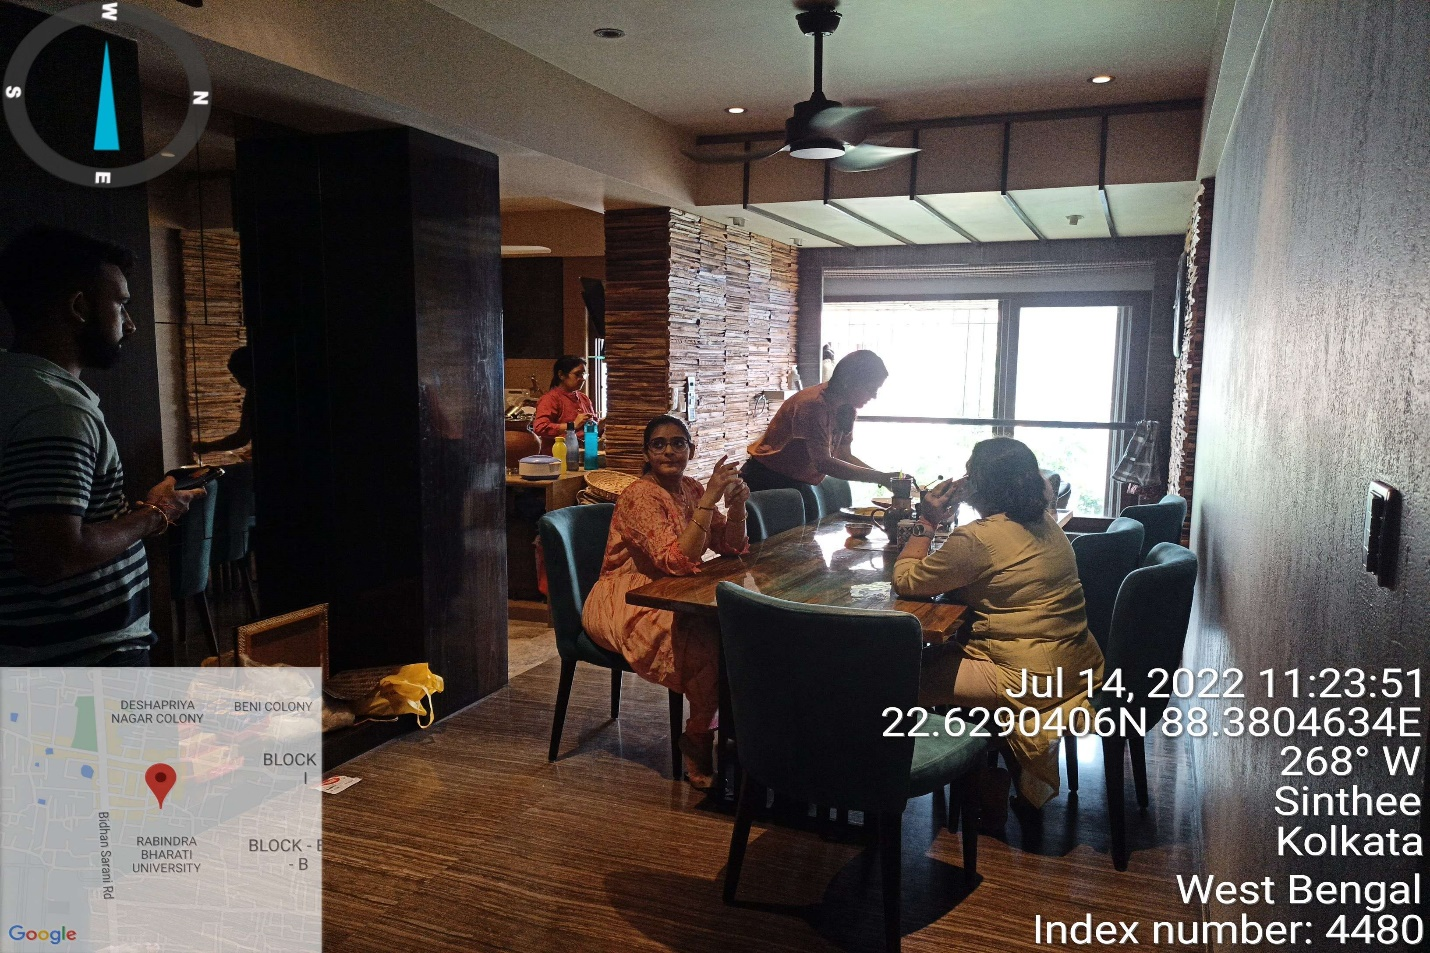 W
S
N
E
DESHAPRIYA
NAGAR COLONY
BENI COLONY
BLOCK
I
Bidhan Sarani Rd
RABINDRA
BHARATI
UNIVERSITY
BLOCK - B
- B
Google
Jul 14, 2022 11:23:51
22.6290406N 88.3804634E
268° W
Sinthee
Kolkata
West Bengal
Index number: 4480